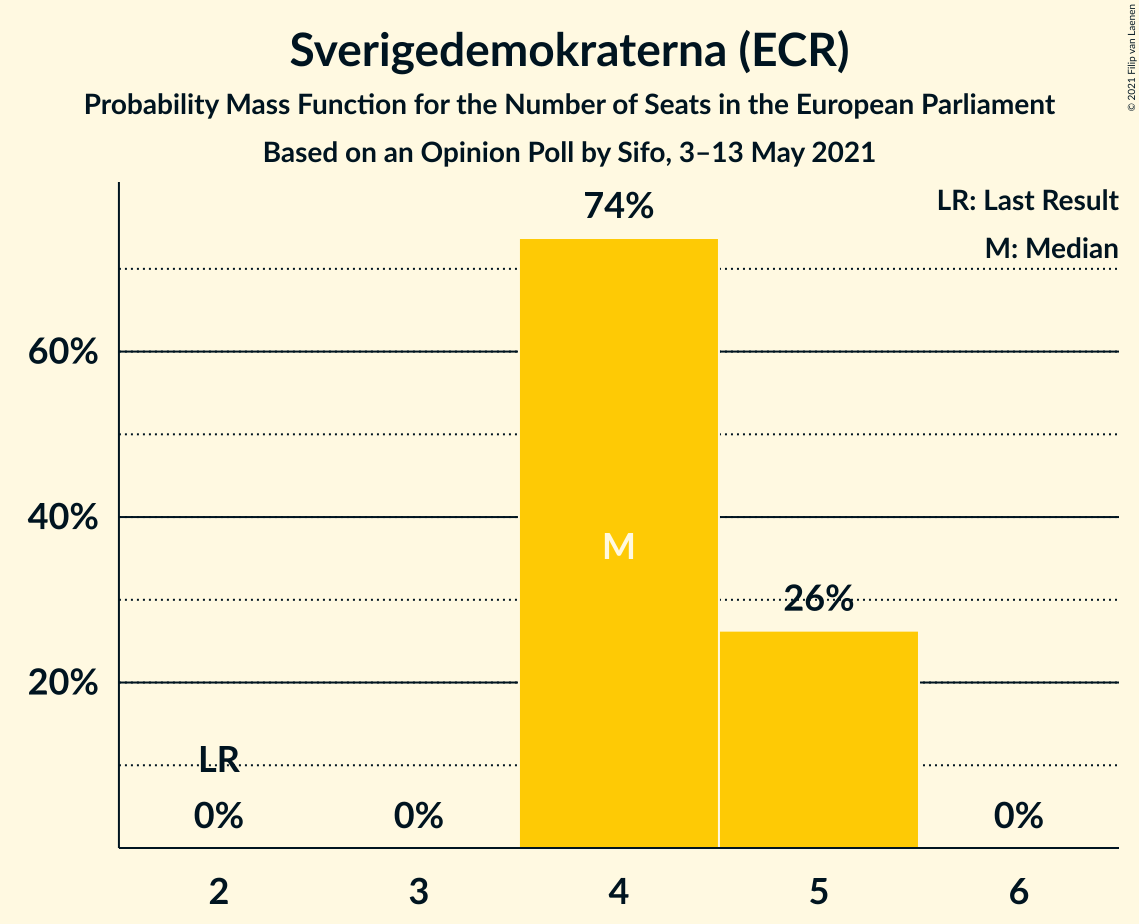 Sverigedemokraterna (ECR)
Probability Mass Function for the Number of Seats in the European Parliament
Based on an Opinion Poll by Sifo, 3–13 May 2021
© 2021 Filip van Laenen
LR: Last Result
M: Median
74%
60%
M
40%
26%
20%
LR
0%
0%
0%
2
3
4
5
6